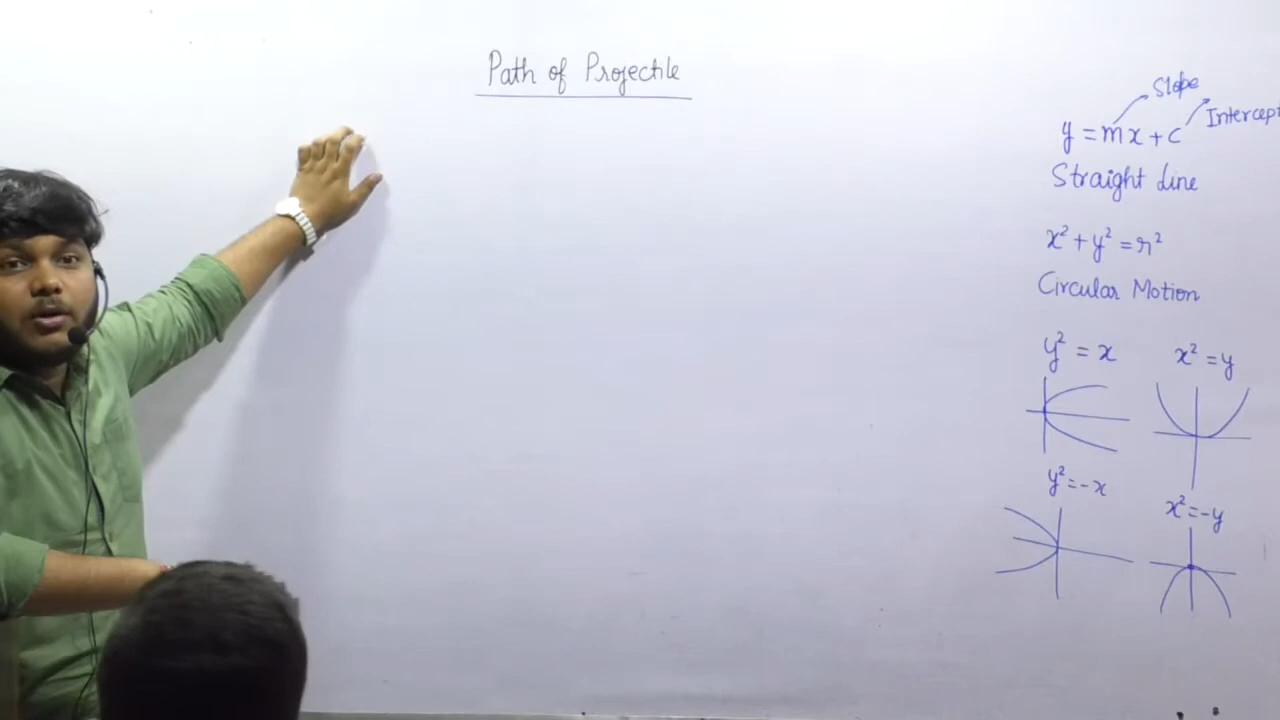 Path of Projectile
Slope
Intercept
y = mx + c
Straight Line
x² + y² = r²
Circular Motion
y² = x
x² = y
y² = -x
x² = -y